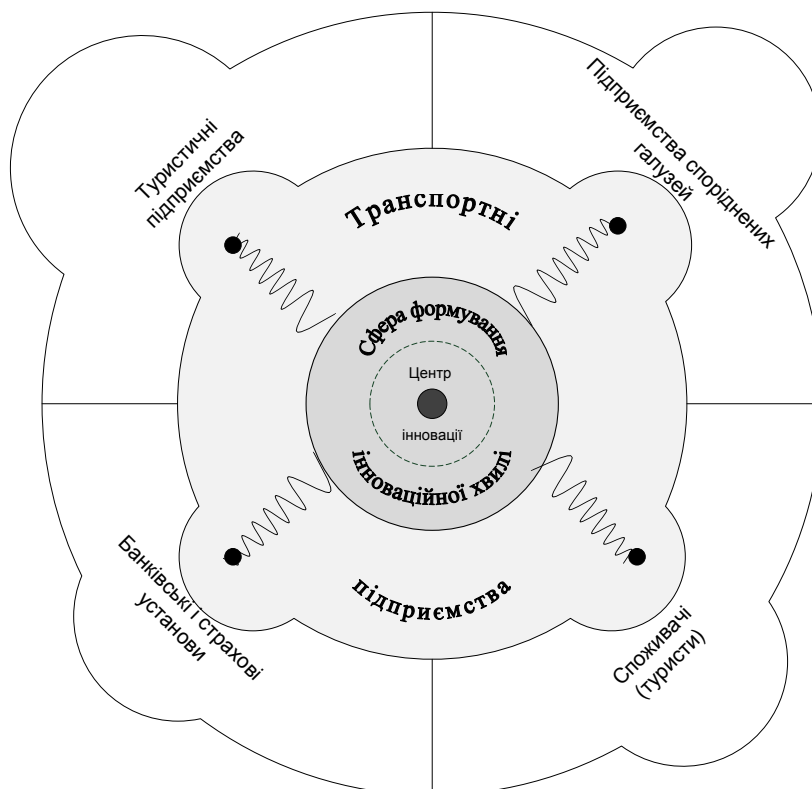 Туристичні
підприємства
Підприємства споріднених
галузей
Транспортні
Сфера формування
Центр
інновації
інноваційної хвилі
підприємства
Банківські і страхові
установи
Споживачі
(туристи)